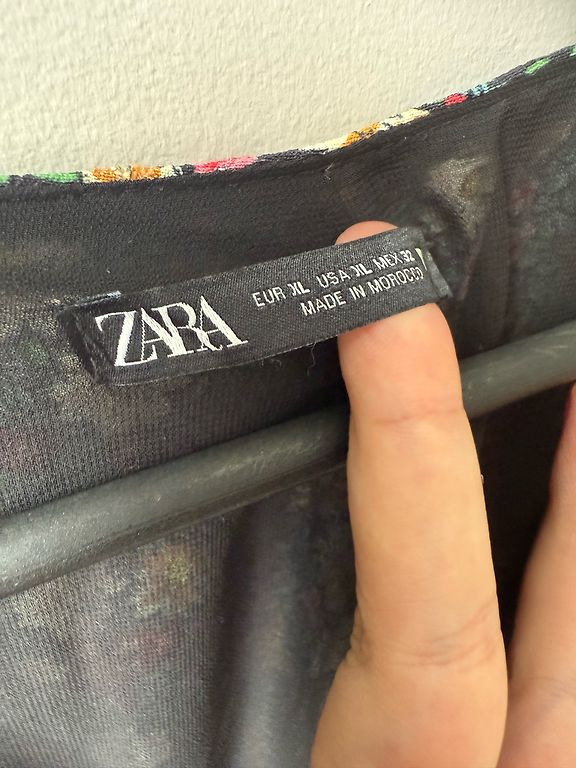 ZARA
EUR XL USA XL MEX 32
MADE IN MOROCCO